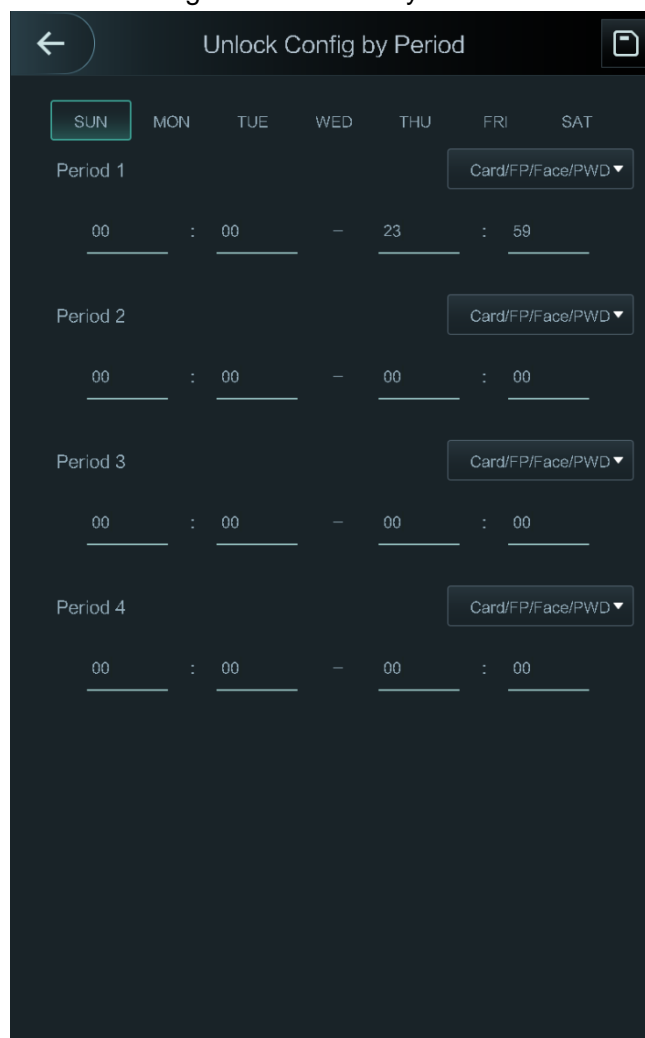 Unlock Config by Period
SUN MON TUE WED THU FRI SAT
Period 1 Card/FP/Face/PWD
00 : 00 – 23 : 59
Period 2 Card/FP/Face/PWD
00 : 00 – 00 : 00
Period 3 Card/FP/Face/PWD
00 : 00 – 00 : 00
Period 4 Card/FP/Face/PWD
00 : 00 – 00 : 00